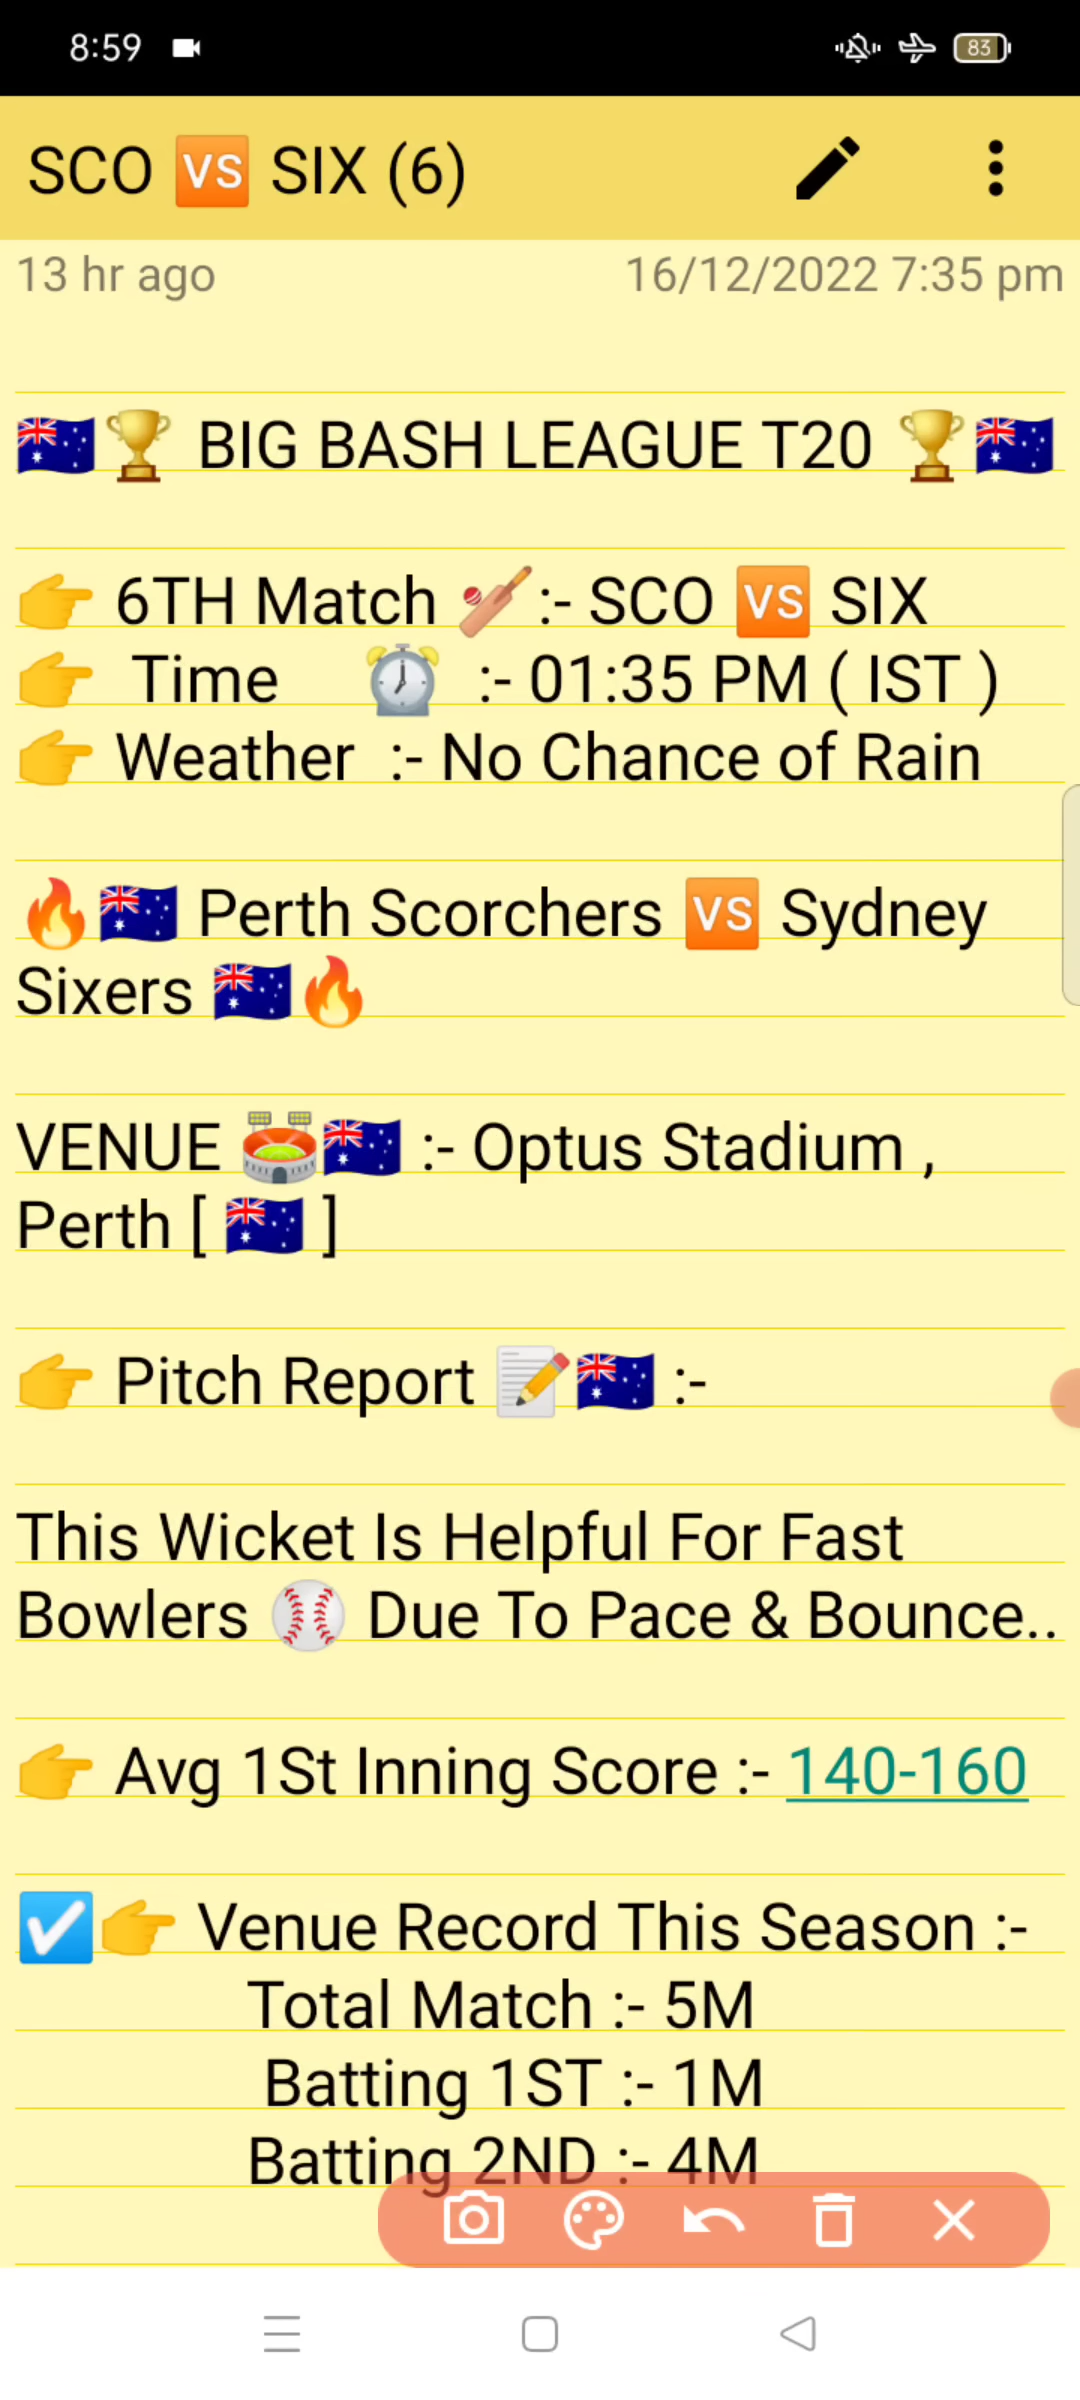 8:59
83
SCO 🆚 SIX (6)
13 hr ago 16/12/2022 7:35 pm
🇦🇺🏆 BIG BASH LEAGUE T20 🏆🇦🇺
👉 6TH Match 🏏:- SCO 🆚 SIX
👉 Time ⏰ :- 01:35 PM ( IST )
👉 Weather :- No Chance of Rain
🔥🇦🇺 Perth Scorchers 🆚 Sydney
Sixers 🇦🇺🔥
VENUE 🏟🇦🇺 :- Optus Stadium ,
Perth [ 🇦🇺 ]
👉 Pitch Report 📝🇦🇺 :-
This Wicket Is Helpful For Fast
Bowlers ⚾ Due To Pace & Bounce..
👉 Avg 1St Inning Score :- 140-160
☑👉 Venue Record This Season :-
Total Match :- 5M
Batting 1ST :- 1M
Batting 2ND :- 4M